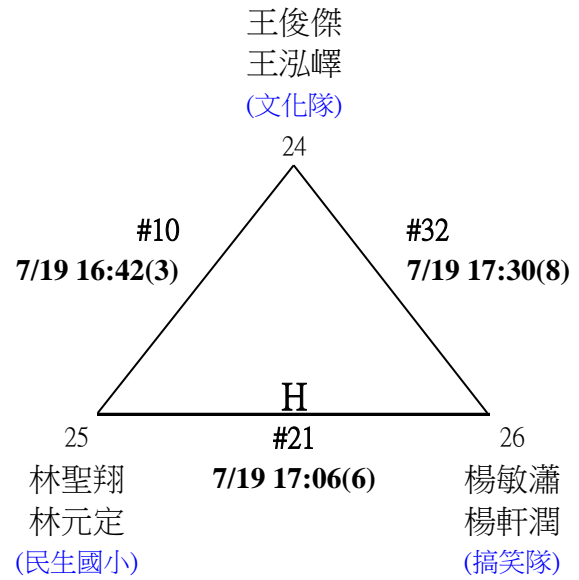 王俊傑
王泓嶧
(文化隊)
24
#10
#32
7/19 16:42(3)
7/19 17:30(8)
H
25
#21
26
林聖翔
7/19 17:06(6)
楊敏瀟
林元定
楊軒潤
(民生國小)
(搞笑隊)